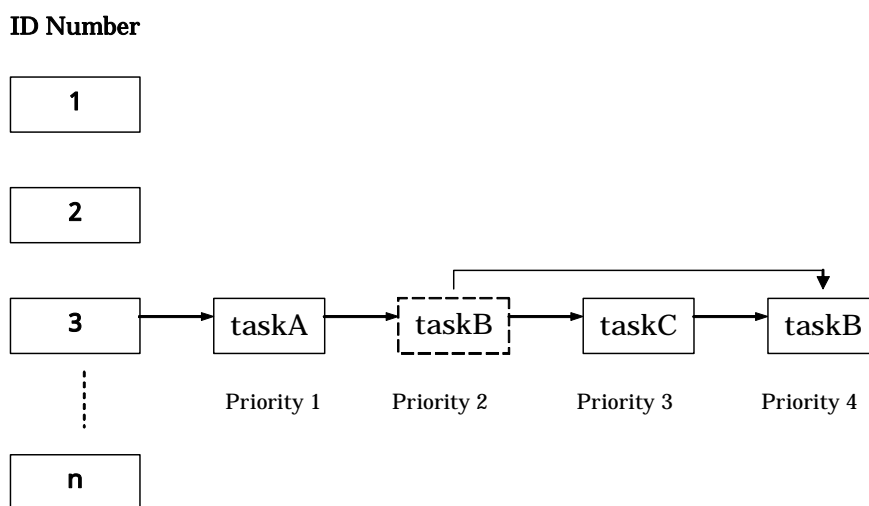 ID Number
1
2
3
taskA
taskB
taskC
taskB
Priority 1
Priority 2
Priority 3
Priority 4
n